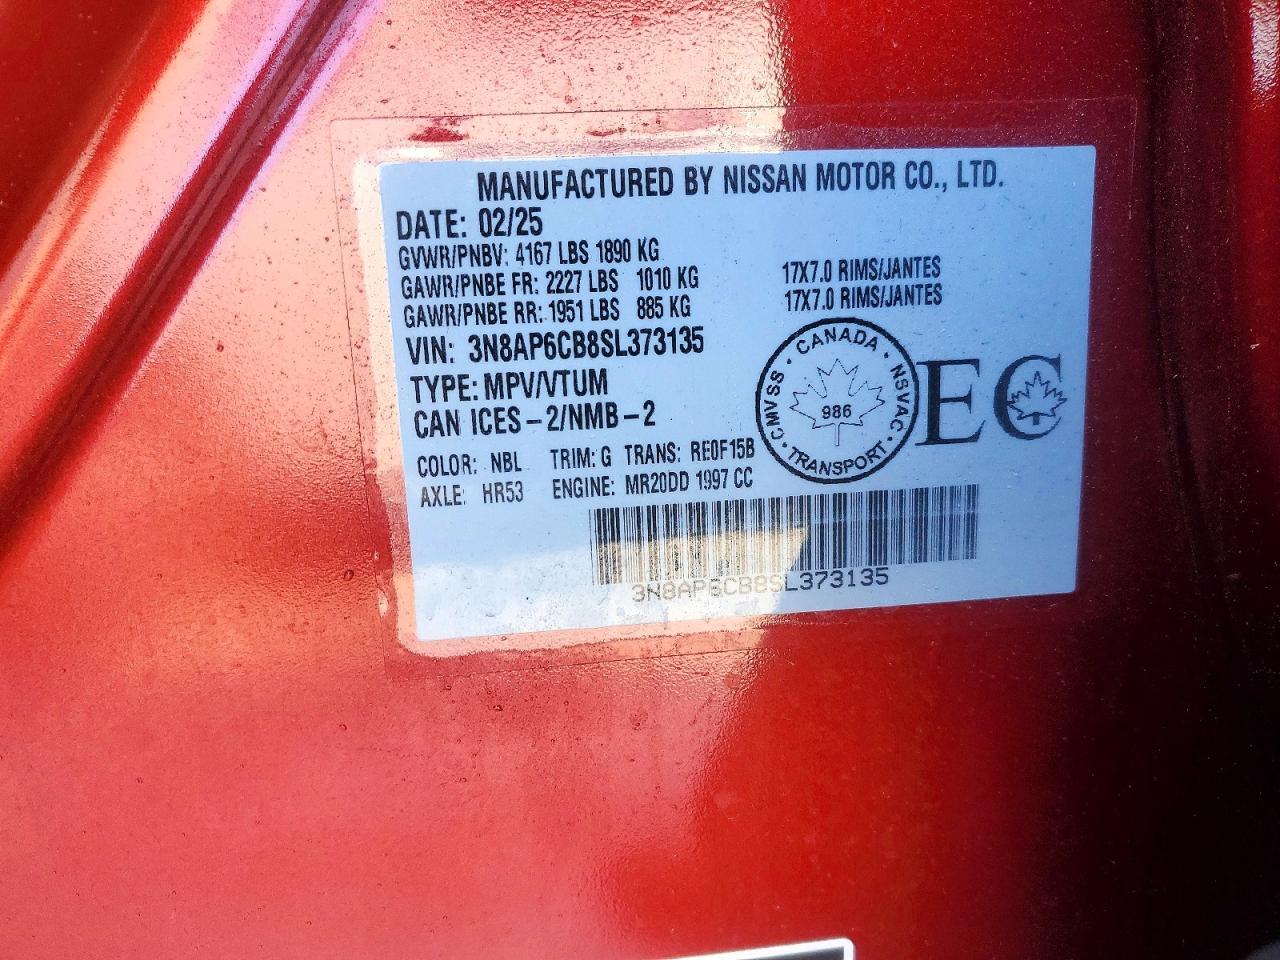 MANUFACTURED BY NISSAN MOTOR CO., LTD.
DATE: 02/25
GVWR/PNBV: 4167 LBS 1890 KG
GAWR/PNBE FR: 2227 LBS 1010 KG 17X7.0 RIMS/JANTES
GAWR/PNBE RR: 1951 LBS 885 KG 17X7.0 RIMS/JANTES
VIN: 3N8AP6CB8SL373135
TYPE: MPV/VTUM
CAN ICES-2/NMB-2
CANADA · NSVAC · TRANSPORT · CMVSS ·
986
EC
COLOR: NBL TRIM: G TRANS: RE0F15B
AXLE: HR53 ENGINE: MR20DD 1997 CC
3N8AP6CB8SL373135